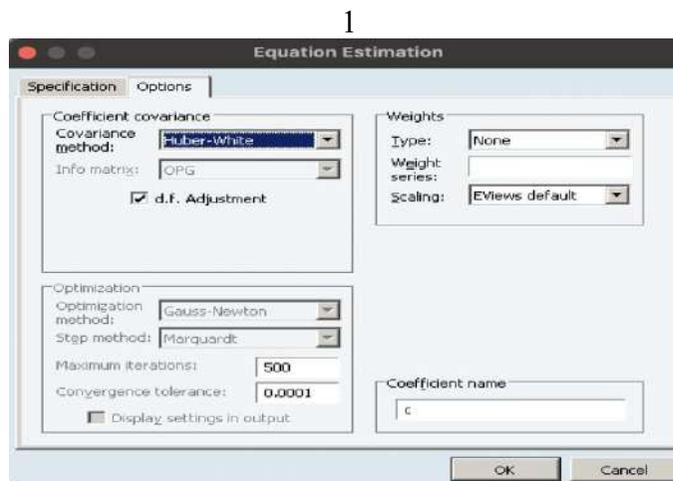 1
Equation Estimation
Specification Options
Coefficient covariance
Covariance method: Huber-White
Info matrix: OPG
d.f. Adjustment
Weights
Type: None
Weight series:
Scaling: EViews default
Optimization
Optimization method: Gauss-Newton
Step method: Marquardt
Maximum iterations: 500
Convergence tolerance: 0.0001
Display settings in output
Coefficient name
c
OK Cancel